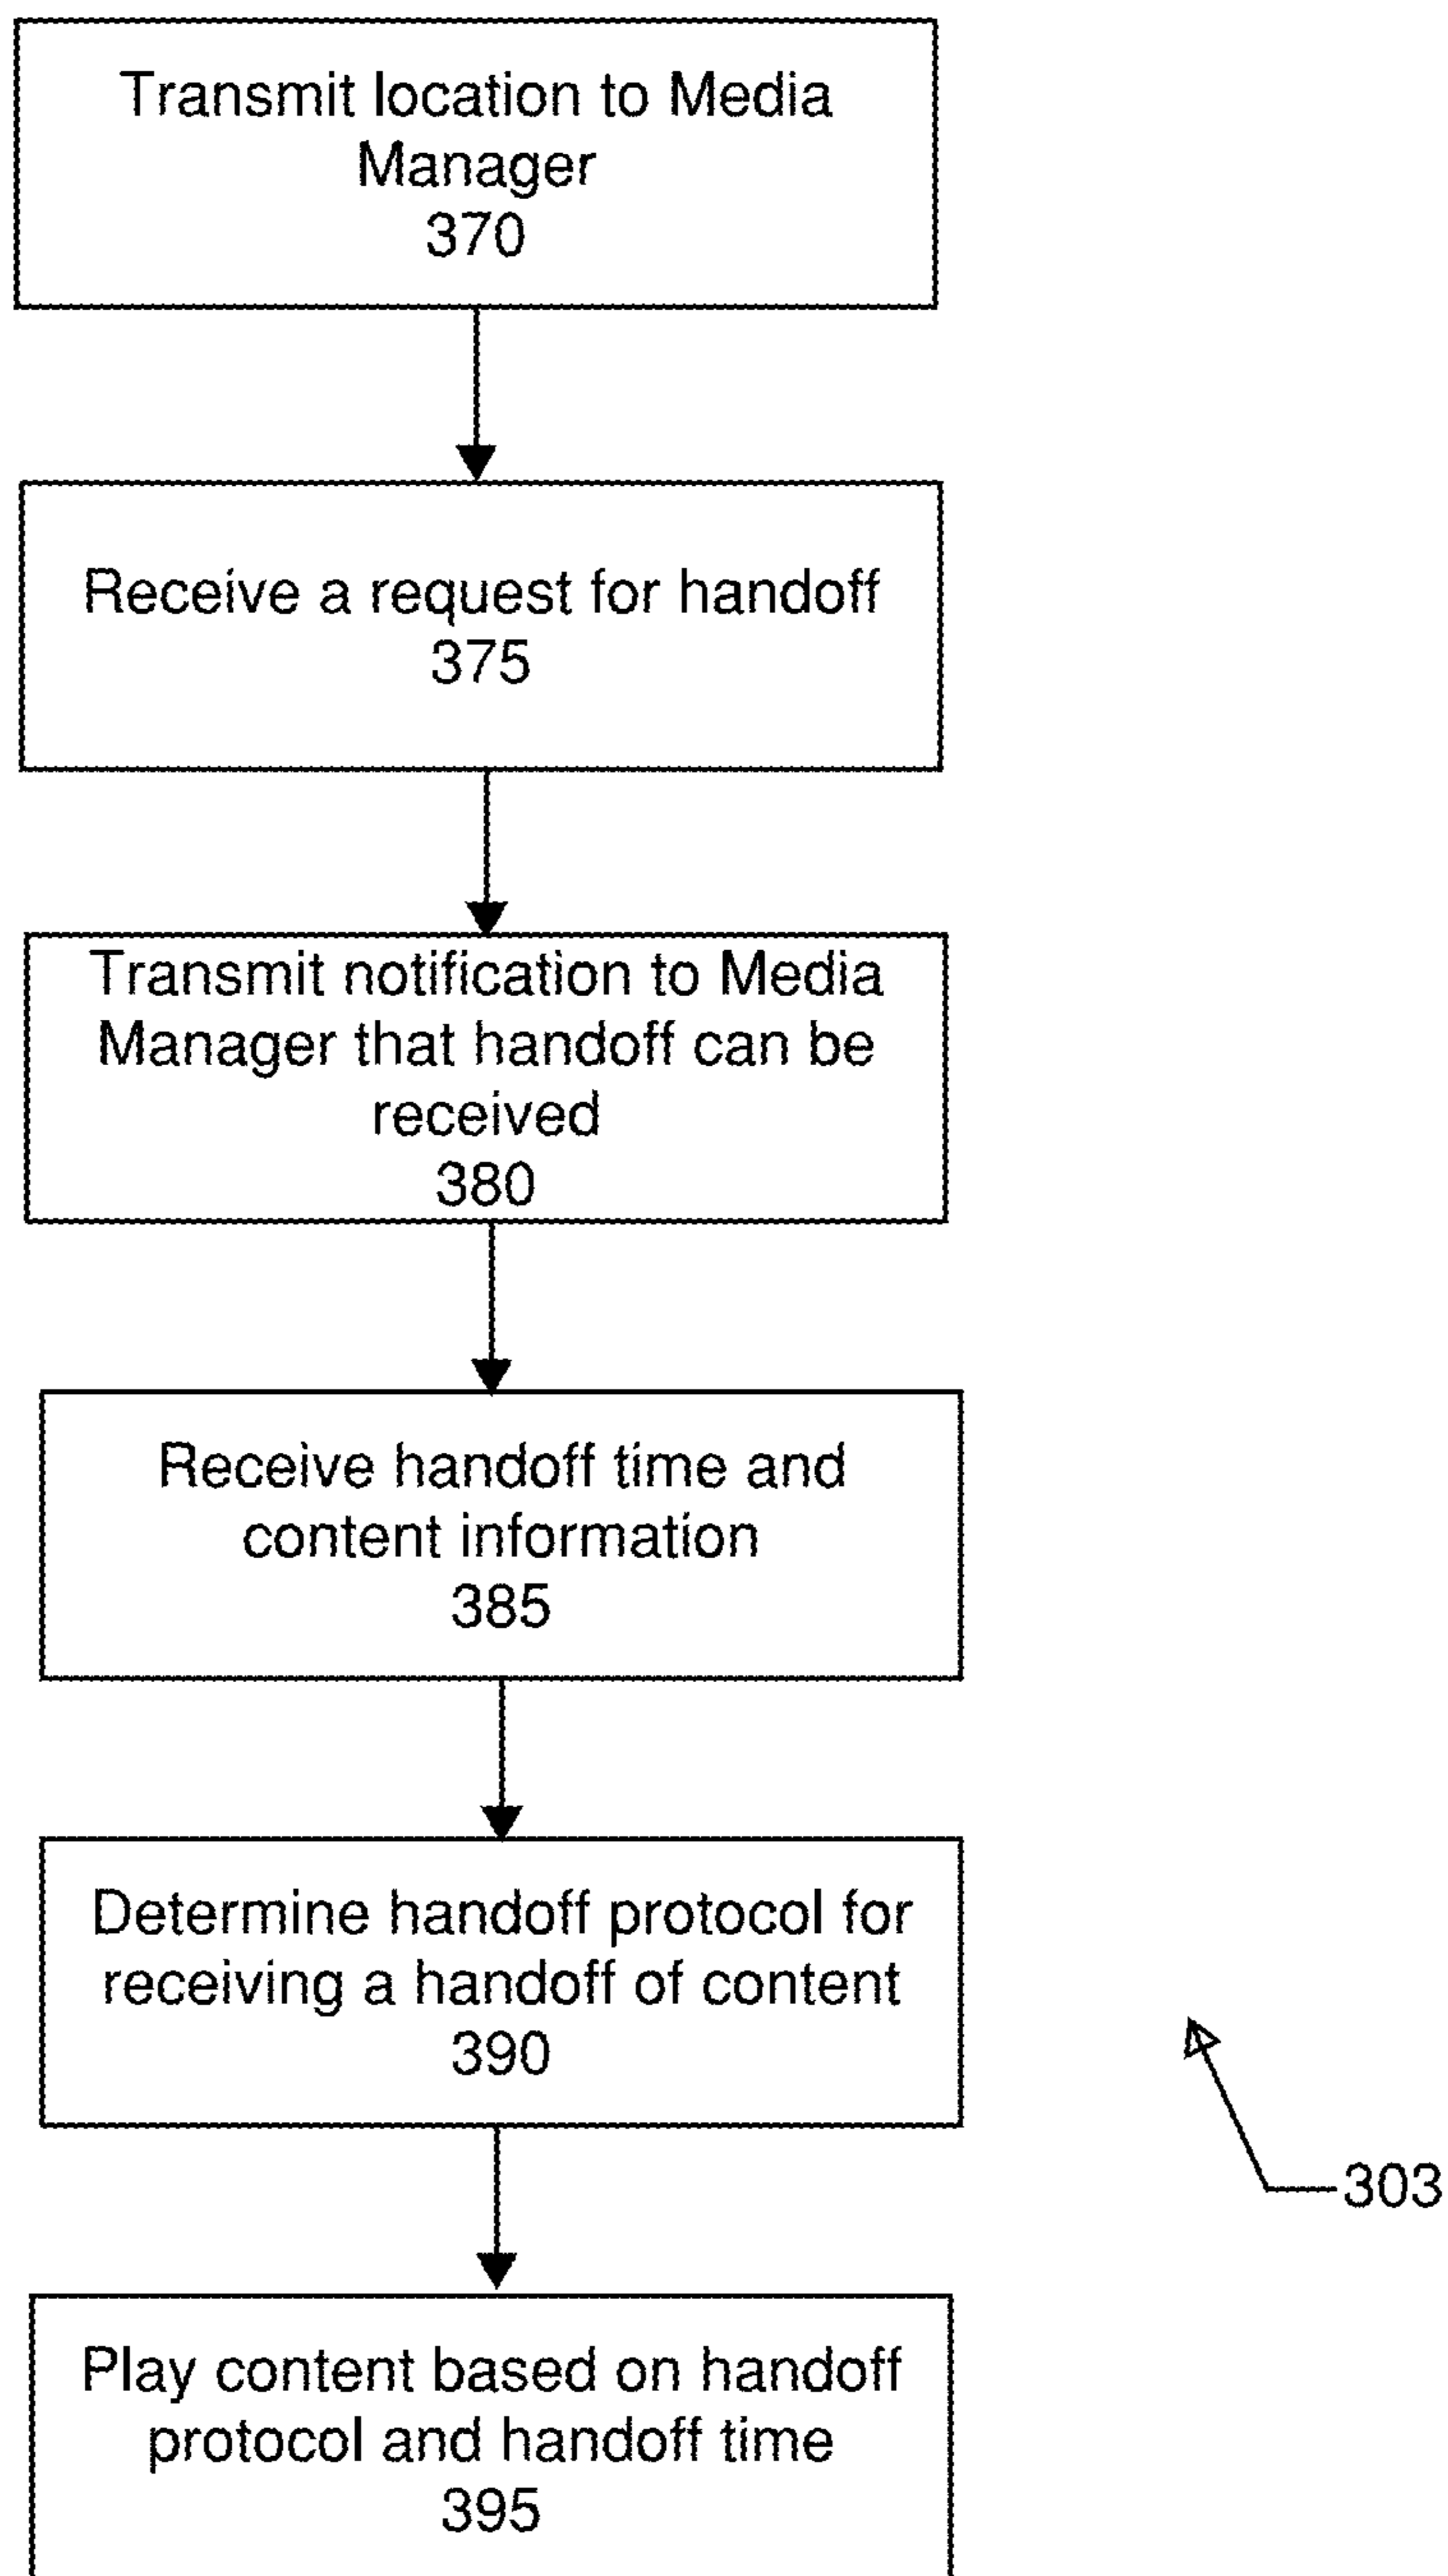 Transmit location to Media
Manager
370
Receive a request for handoff
375
Transmit notification to Media
Manager that handoff can be
received
380
Receive handoff time and
content information
385
Determine handoff protocol for
receiving a handoff of content
390
303
Play content based on handoff
protocol and handoff time
395